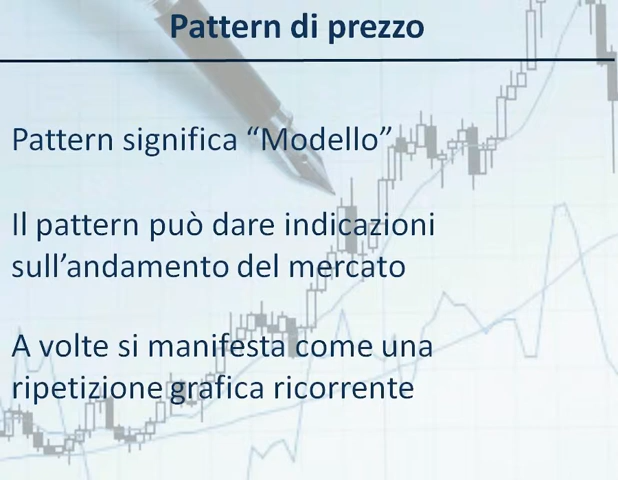 Pattern di prezzo
Pattern significa “Modello”
Il pattern può dare indicazioni
sull’andamento del mercato
A volte si manifesta come una
ripetizione grafica ricorrente